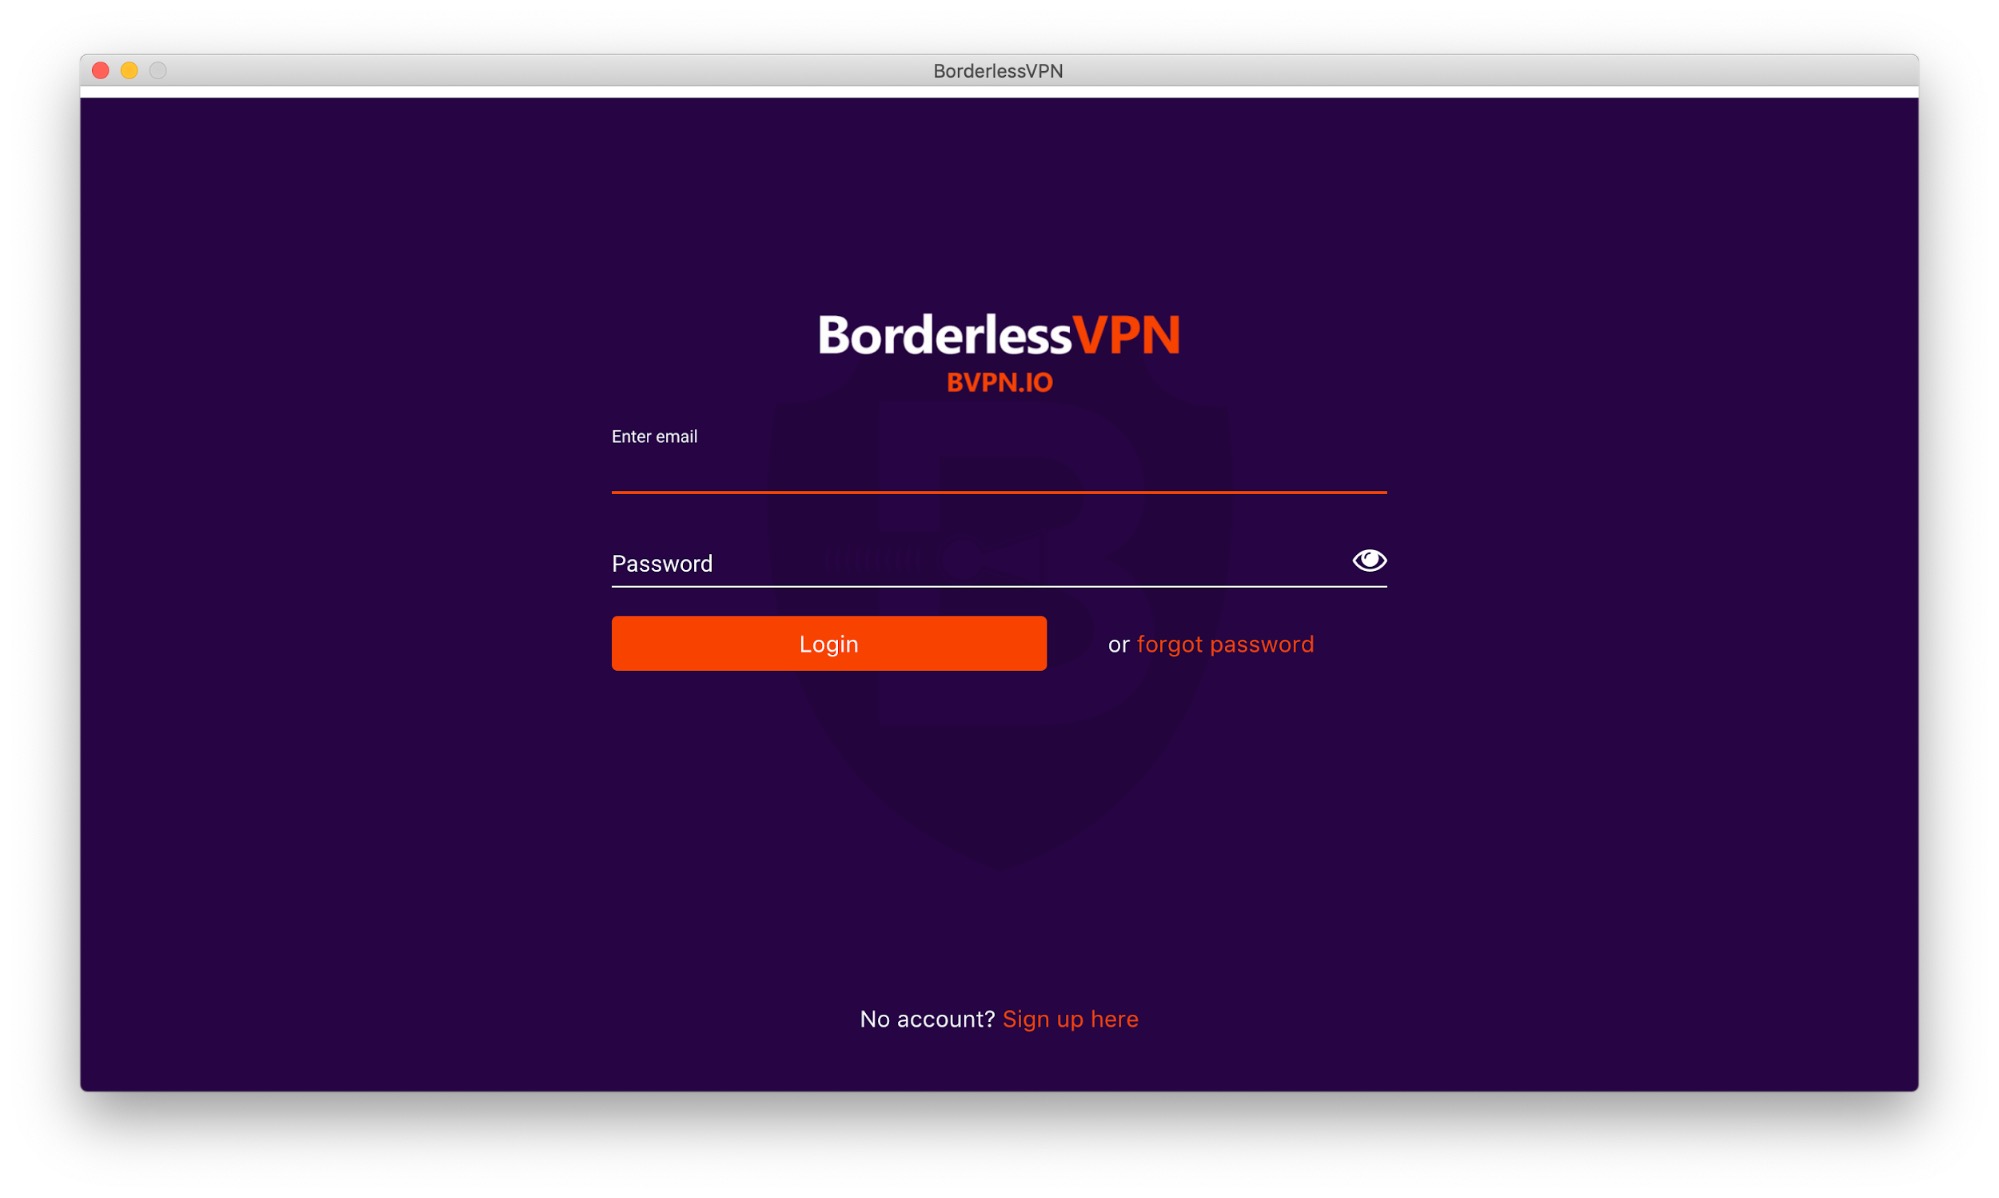 BorderlessVPN
BorderlessVPN
BVPN.IO
Enter email
Password
Login
or forgot password
No account? Sign up here